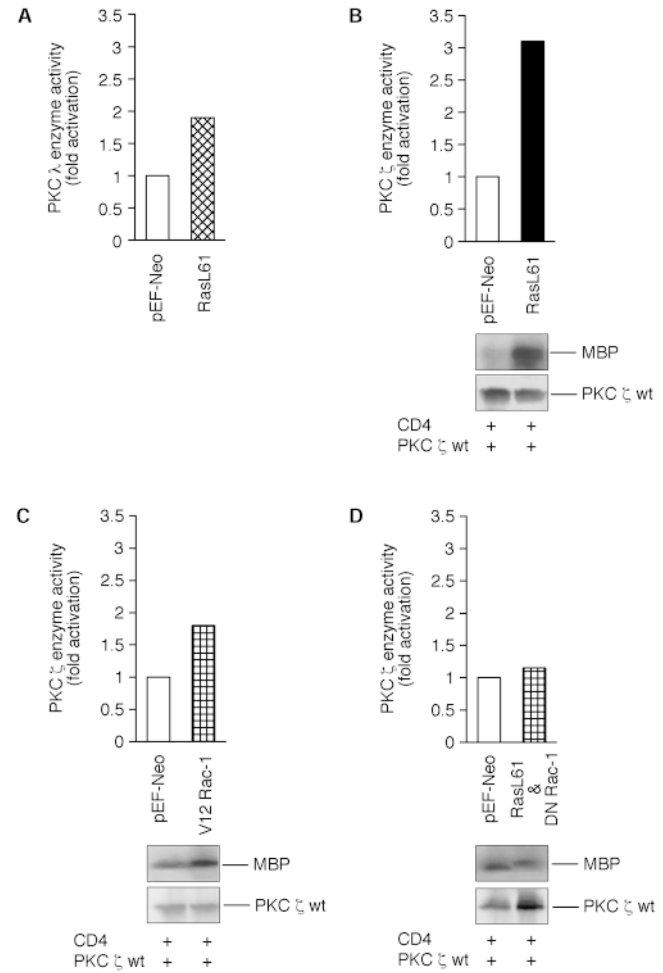 A
PKC λ enzyme activity
(fold activation)
3.5
3
2.5
2
1.5
1
0.5
0
pEF-Neo
RasL61
B
PKC ζ enzyme activity
(fold activation)
3.5
3
2.5
2
1.5
1
0.5
0
pEF-Neo
RasL61
MBP
PKC ζ wt
CD4 + +
PKC ζ wt + +
C
PKC ζ enzyme activity
(fold activation)
3.5
3
2.5
2
1.5
1
0.5
0
pEF-Neo
V12 Rac-1
MBP
PKC ζ wt
CD4 + +
PKC ζ wt + +
D
PKC ζ enzyme activity
(fold activation)
3.5
3
2.5
2
1.5
1
0.5
0
pEF-Neo
RasL61
&
DN Rac-1
MBP
PKC ζ wt
CD4 + +
PKC ζ wt + +